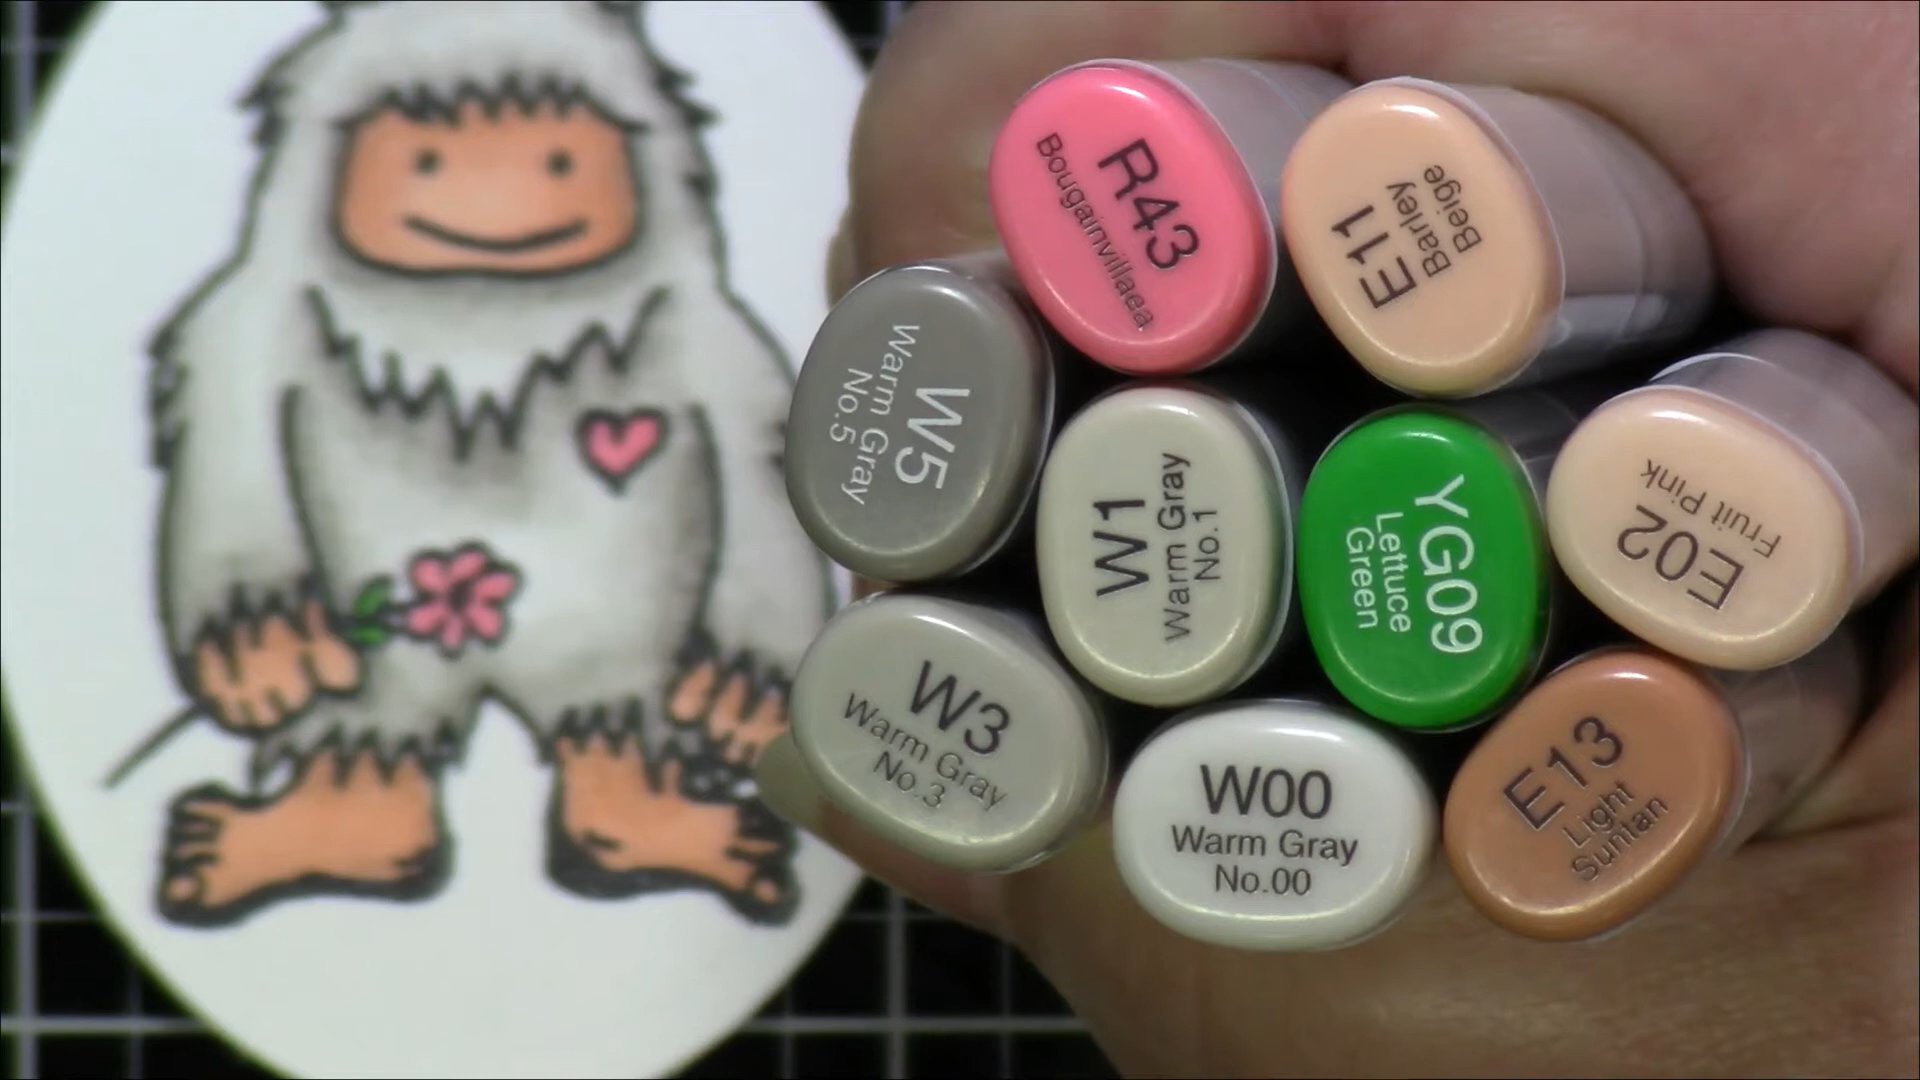 R43
Bougainvillaea
E11
Barley
Beige
W5
Warm Gray
No.5
W1
Warm Gray
No.1
YG09
Lettuce
Green
E02
Fruit Pink
W3
Warm Gray
No.3
W00
Warm Gray
No.00
E13
Light
Suntan